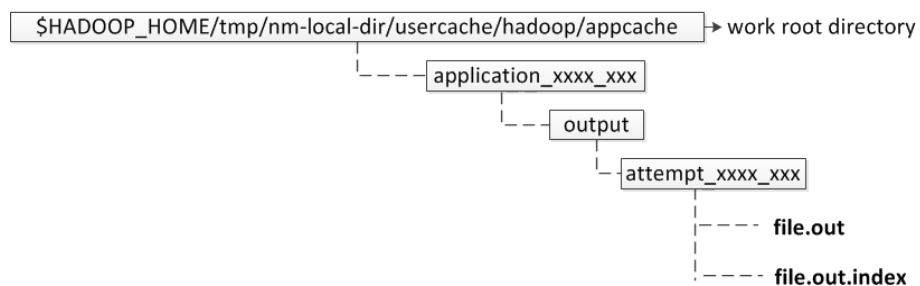 $HADOOP_HOME/tmp/nm-local-dir/usercache/hadoop/appcache work root directory
application_xxxx_xxx
output
attempt_xxxx_xxx
file.out
file.out.index